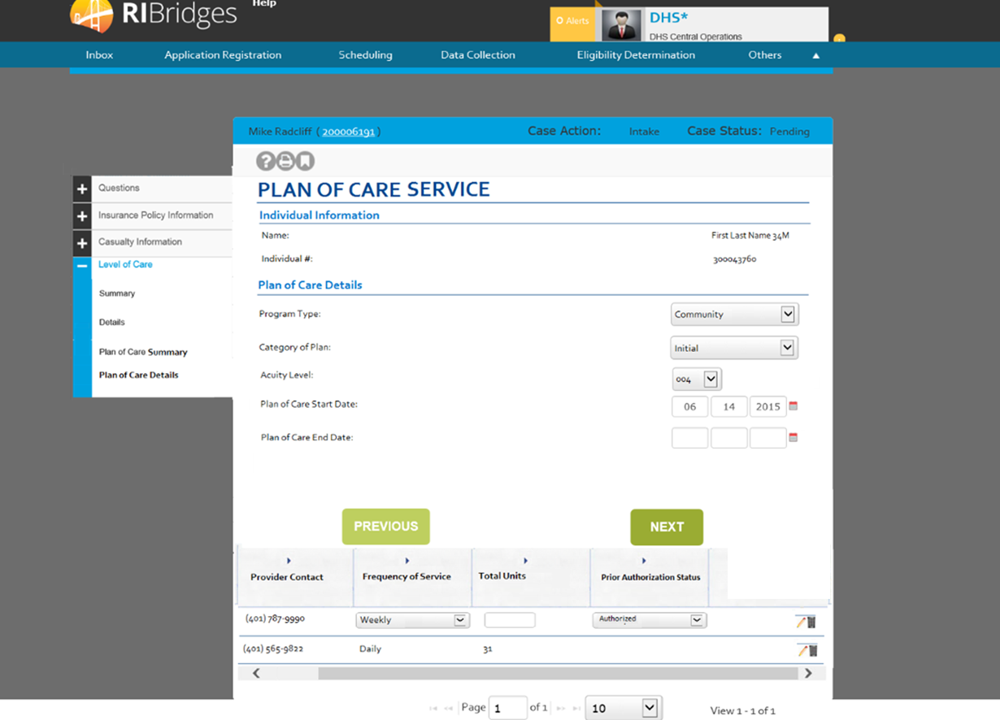 Help
RIBridges
0 Alerts
DHS*
DHS Central Operations
Inbox Application Registration Scheduling Data Collection Eligibility Determination Others
Mike Radcliff (200006191) Case Action: Intake Case Status: Pending
Questions
Insurance Policy Information
Casualty Information
Level of Care
Summary
Details
Plan of Care Summary
Plan of Care Details
PLAN OF CARE SERVICE
Individual Information
Name: First Last Name 34M
Individual #: 300043760
Plan of Care Details
Program Type: Community
Category of Plan: Initial
Acuity Level: 004
Plan of Care Start Date: 06 14 2015
Plan of Care End Date:
PREVIOUS NEXT
Provider Contact Frequency of Service Total Units Prior Authorization Status
(401) 787-9990 Weekly Authorized
(401) 565-9822 Daily 31
Page 1 of 1 10 View 1 - 1 of 1